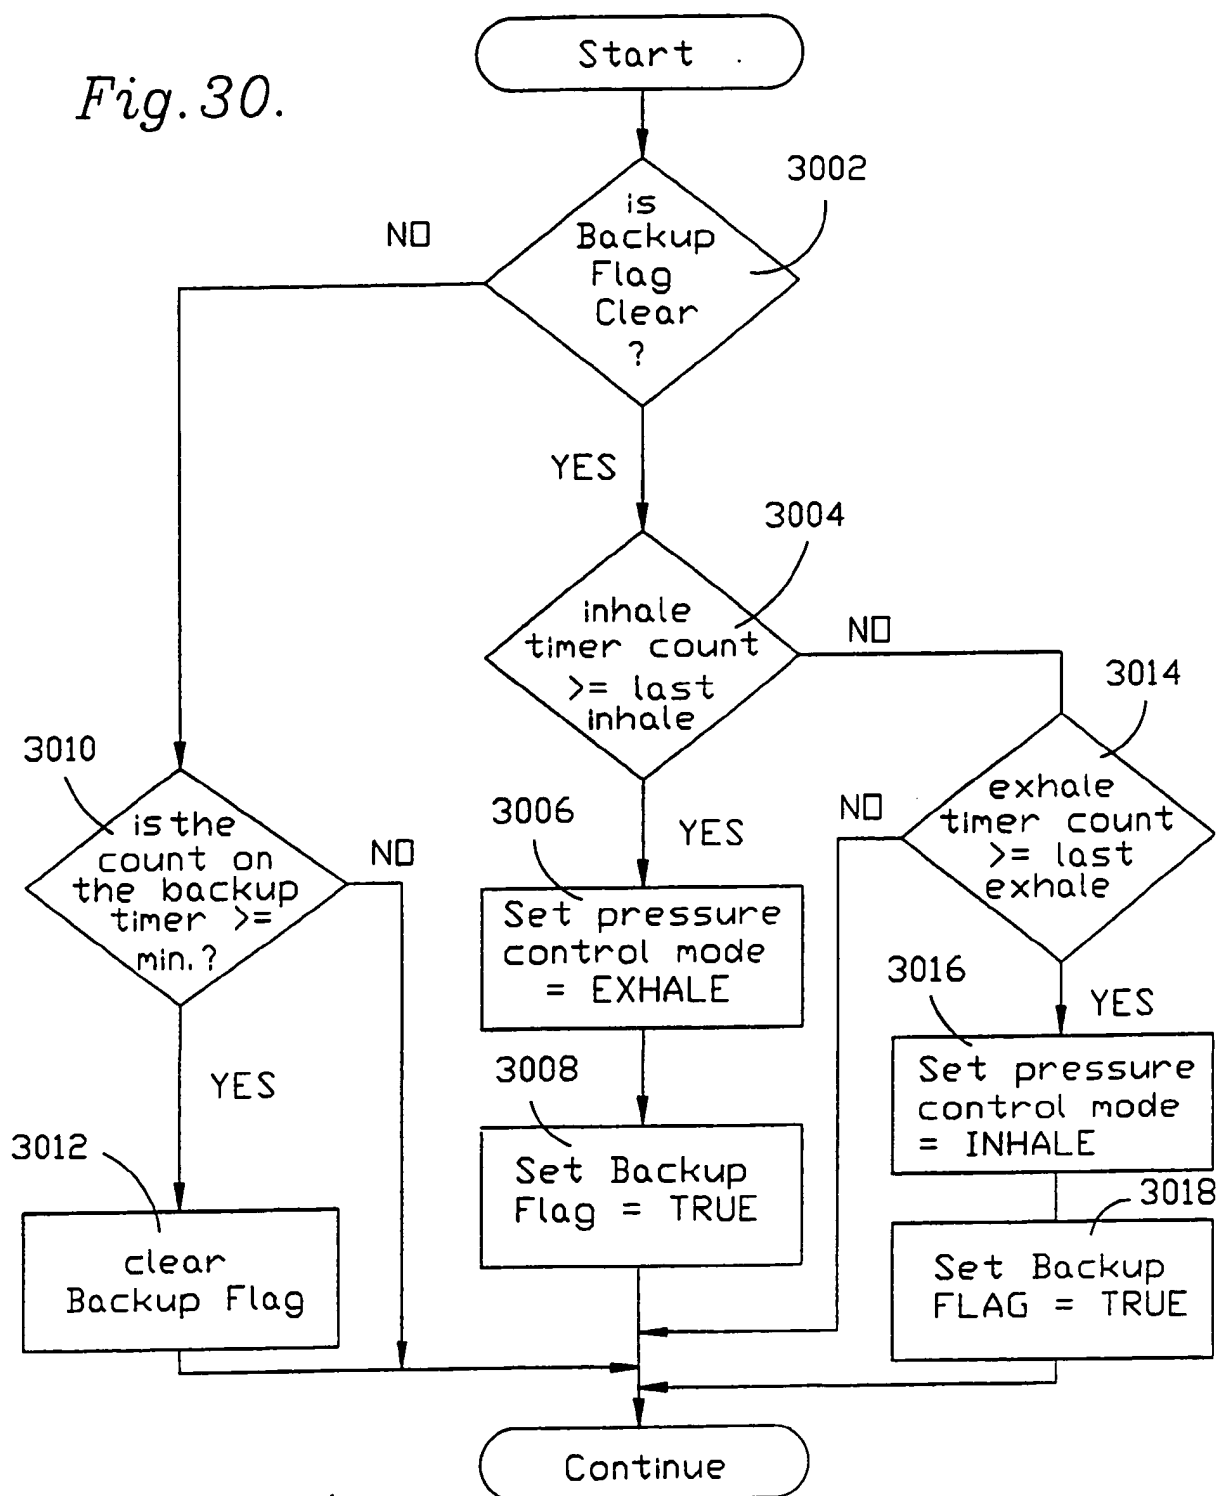 Start
Fig. 30.
3002
is
Backup
Flag
Clear
?
NO
YES
3004
inhale
timer count
>= last
inhale
NO
3014
exhale
timer count
>= last
exhale
NO
YES
3010
is the
count on
the backup
timer >=
min. ?
NO
YES
3006
YES
Set pressure
control mode
= EXHALE
3016
Set pressure
control mode
= INHALE
3008
Set Backup
Flag = TRUE
3018
Set Backup
FLAG = TRUE
3012
clear
Backup Flag
Continue